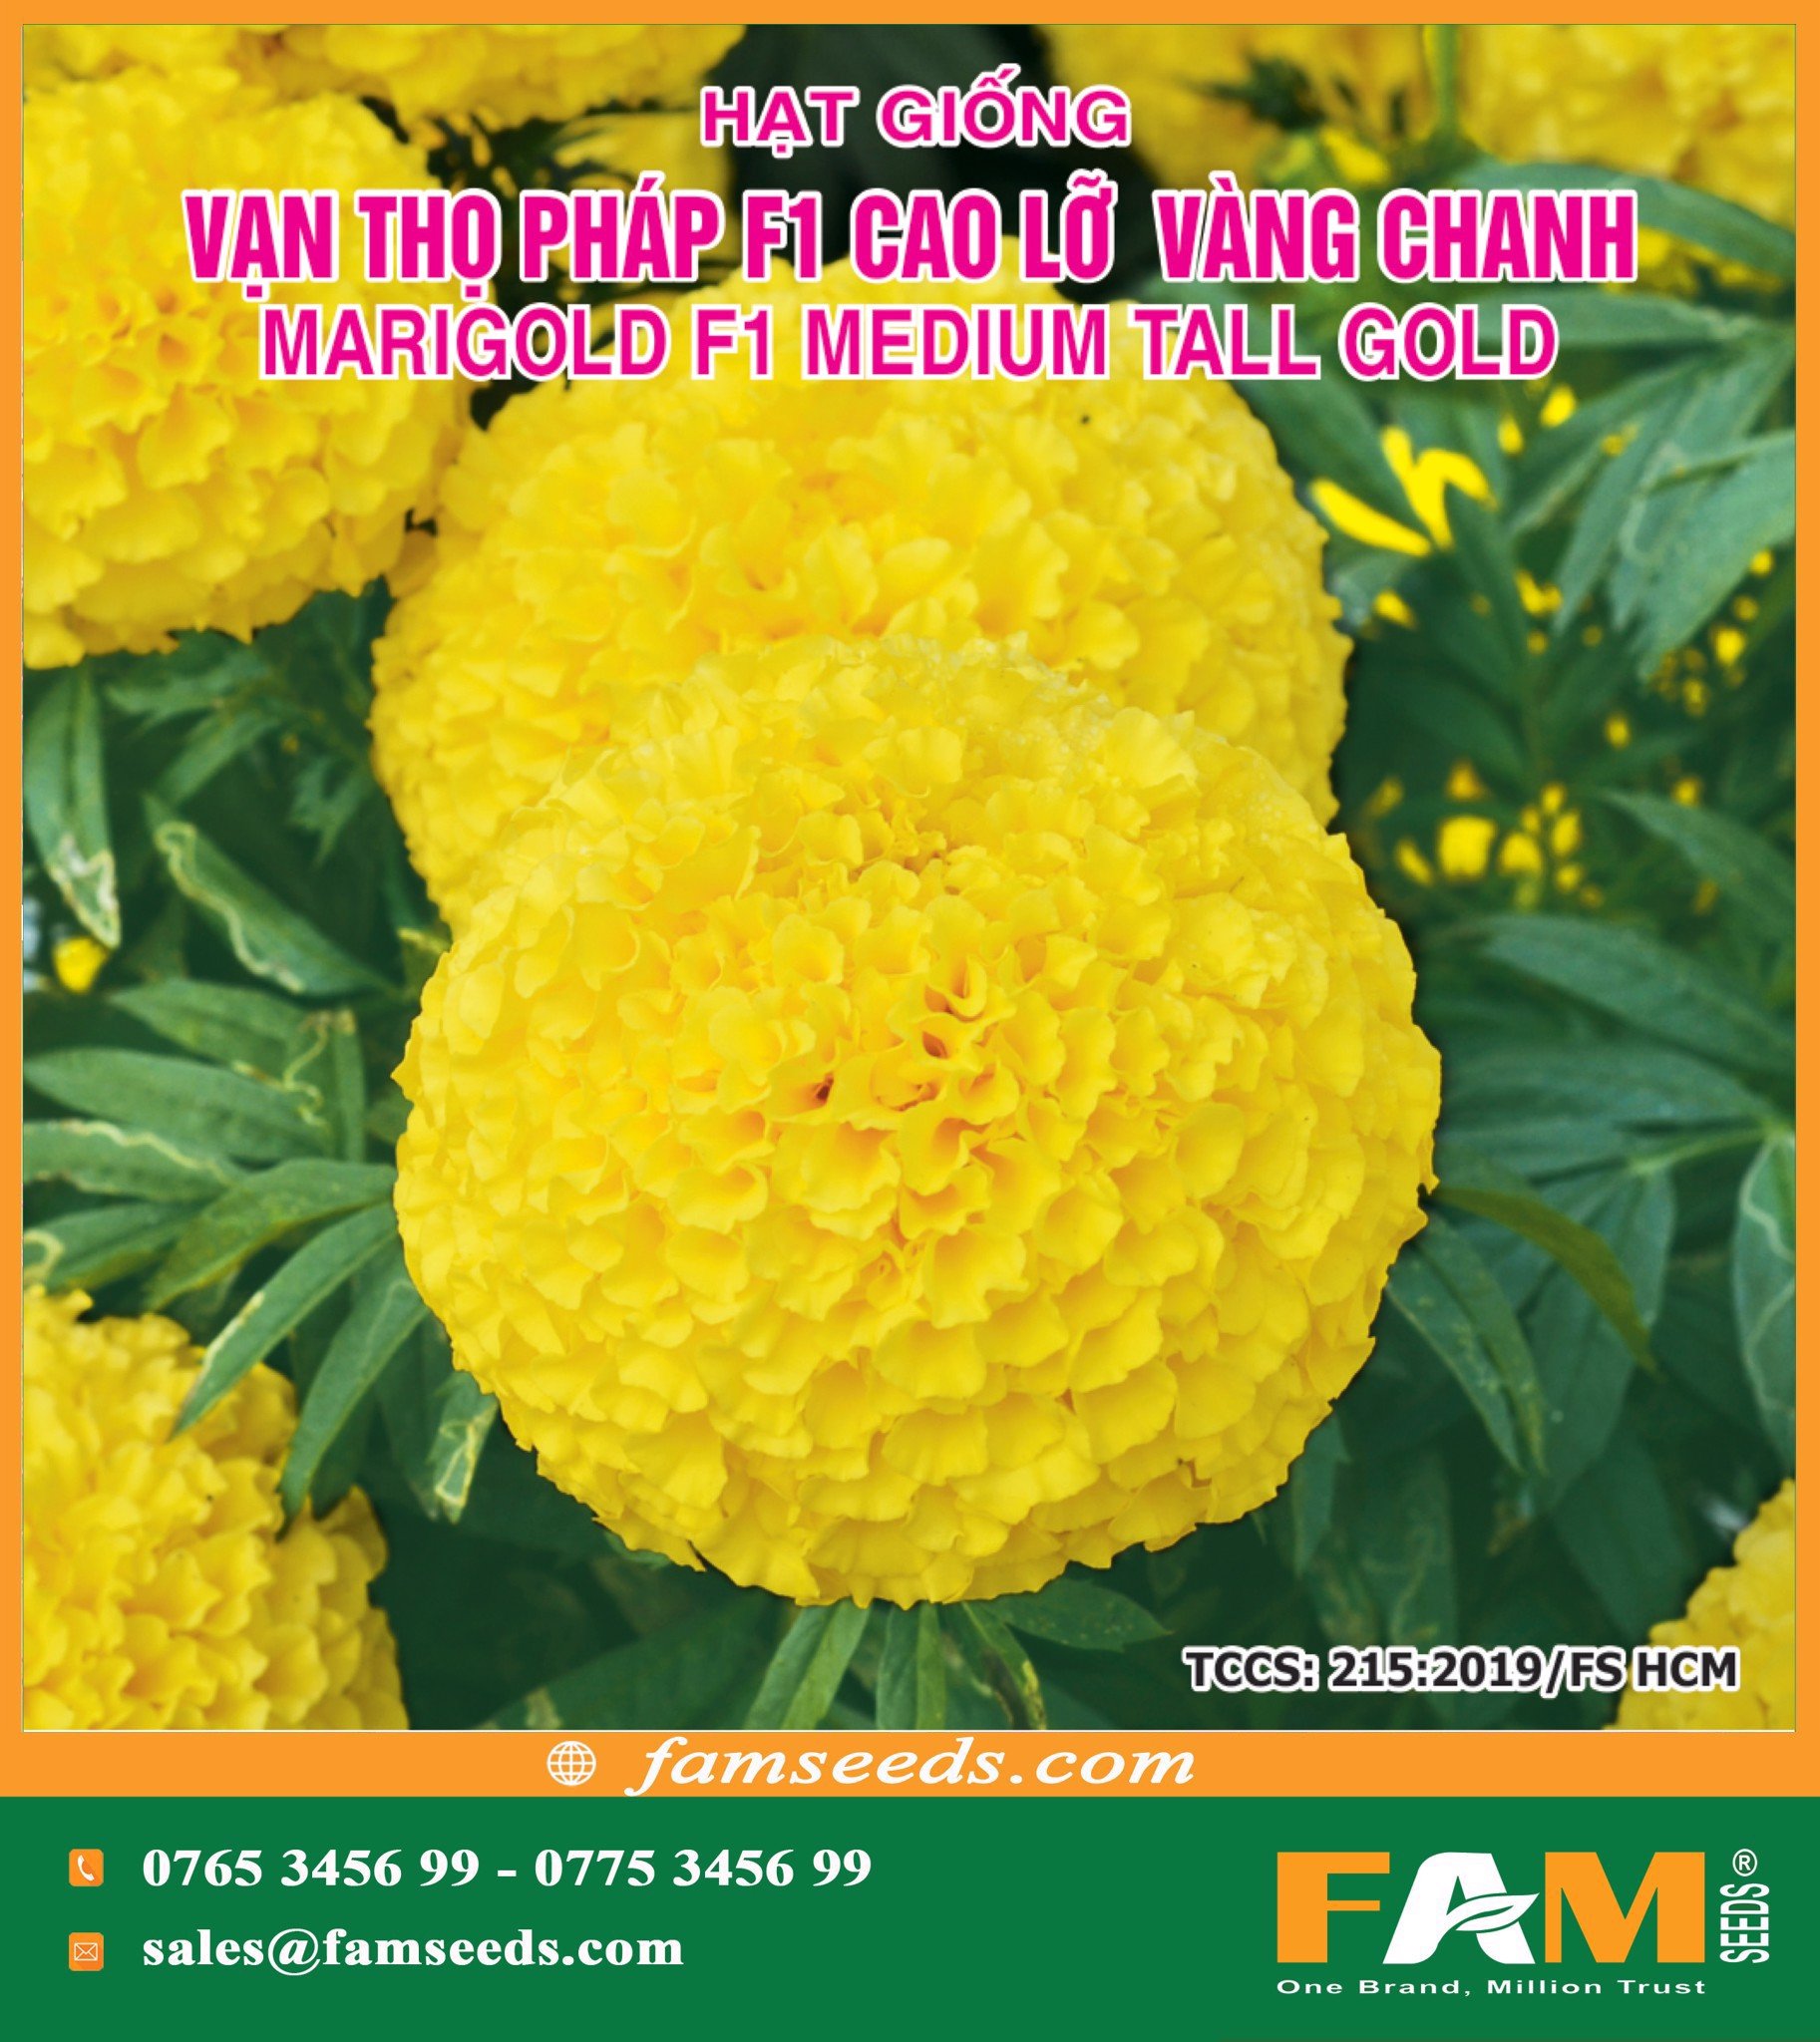 HẠT GIỐNG
VẠN THỌ PHÁP F1 CAO LỠ VÀNG CHANH
MARIGOLD F1 MEDIUM TALL GOLD
TCCS: 215:2019/FS HCM
famseeds.com
0765 3456 99 - 0775 3456 99
sales@famseeds.com
FAM SEEDS®
One Brand, Million Trust